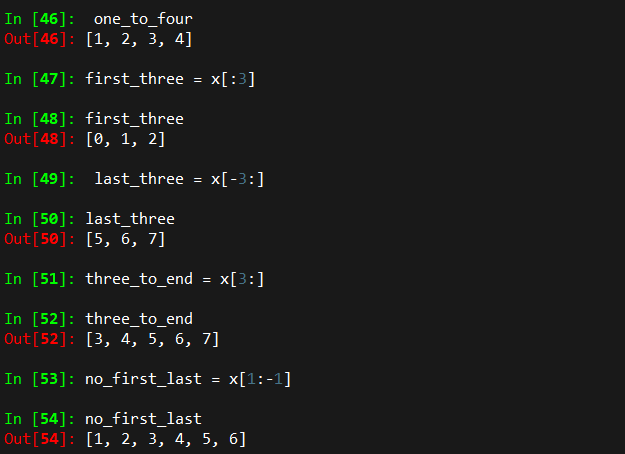 In [46]:  one_to_four
Out[46]: [1, 2, 3, 4]
In [47]: first_three = x[:3]
In [48]: first_three
Out[48]: [0, 1, 2]
In [49]:  last_three = x[-3:]
In [50]: last_three
Out[50]: [5, 6, 7]
In [51]: three_to_end = x[3:]
In [52]: three_to_end
Out[52]: [3, 4, 5, 6, 7]
In [53]: no_first_last = x[1:-1]
In [54]: no_first_last
Out[54]: [1, 2, 3, 4, 5, 6]